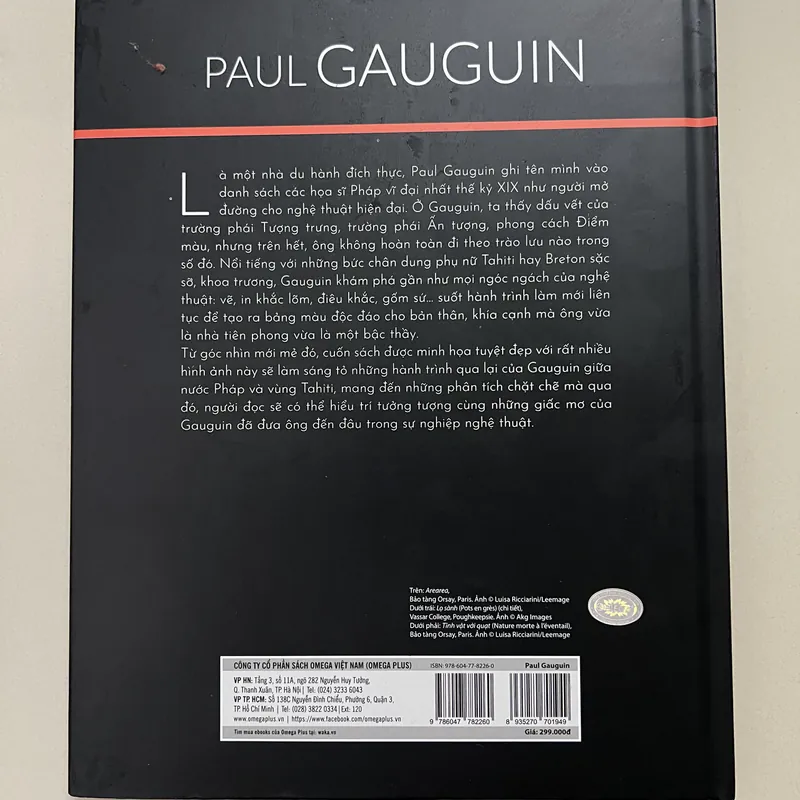 PAUL GAUGUIN
Là một nhà du hành đích thực, Paul Gauguin ghi tên mình vào
danh sách các họa sĩ Pháp vĩ đại nhất thế kỷ XIX như người mở
đường cho nghệ thuật hiện đại. Ở Gauguin, ta thấy dấu vết của
trường phái Tượng trưng, trường phái Ấn tượng, phong cách Điểm
màu, nhưng trên hết, ông không hoàn toàn đi theo trào lưu nào trong
số đó. Nổi tiếng với những bức chân dung phụ nữ Tahiti hay Breton sặc
sỡ, khoa trương, Gauguin khám phá gần như mọi ngóc ngách của nghệ
thuật: vẽ, in khắc lõm, điêu khắc, gốm sứ... suốt hành trình làm mới liên
tục để tạo ra bảng màu độc đáo cho bản thân, khía cạnh mà ông vừa
là nhà tiên phong vừa là một bậc thầy.
Từ góc nhìn mới mẻ đó, cuốn sách được minh họa tuyệt đẹp với rất nhiều
hình ảnh này sẽ làm sáng tỏ những hành trình qua lại của Gauguin giữa
nước Pháp và vùng Tahiti, mang đến những phân tích chặt chẽ mà qua
đó, người đọc sẽ có thể hiểu trí tưởng tượng cùng những giấc mơ của
Gauguin đã đưa ông đến đâu trong sự nghiệp nghệ thuật.
Trên: Arearea,
Bảo tàng Orsay, Paris. Ảnh © Luisa Ricciarini/Leemage
Dưới trái: Lọ sành (Pots en grès) (chi tiết),
Vassar College, Poughkeepsie. Ảnh © Akg Images
Dưới phải: Tĩnh vật với quạt (Nature morte à l'éventail),
Bảo tàng Orsay, Paris. Ảnh © Luisa Ricciarini/Leemage
CÔNG TY CỔ PHẦN SÁCH OMEGA VIỆT NAM (OMEGA PLUS)
VP HN: Tầng 3, số 11A, ngõ 282 Nguyễn Huy Tưởng,
Q. Thanh Xuân, TP. Hà Nội | Tel: (024) 3233 6043
VP TP. HCM: Số 138C Nguyễn Đình Chiểu, Phường 6, Quận 3,
TP. Hồ Chí Minh | Tel: (028) 3822 0334 | Ext: 120
www.omegaplus.vn | https://www.facebook.com/omegaplus.vn
Tìm mua ebooks của Omega Plus tại: waka.vn
ISBN: 978-604-77-8226-0
Paul Gauguin
9 786047 782260
8 935270 701949
Giá: 299.000đ